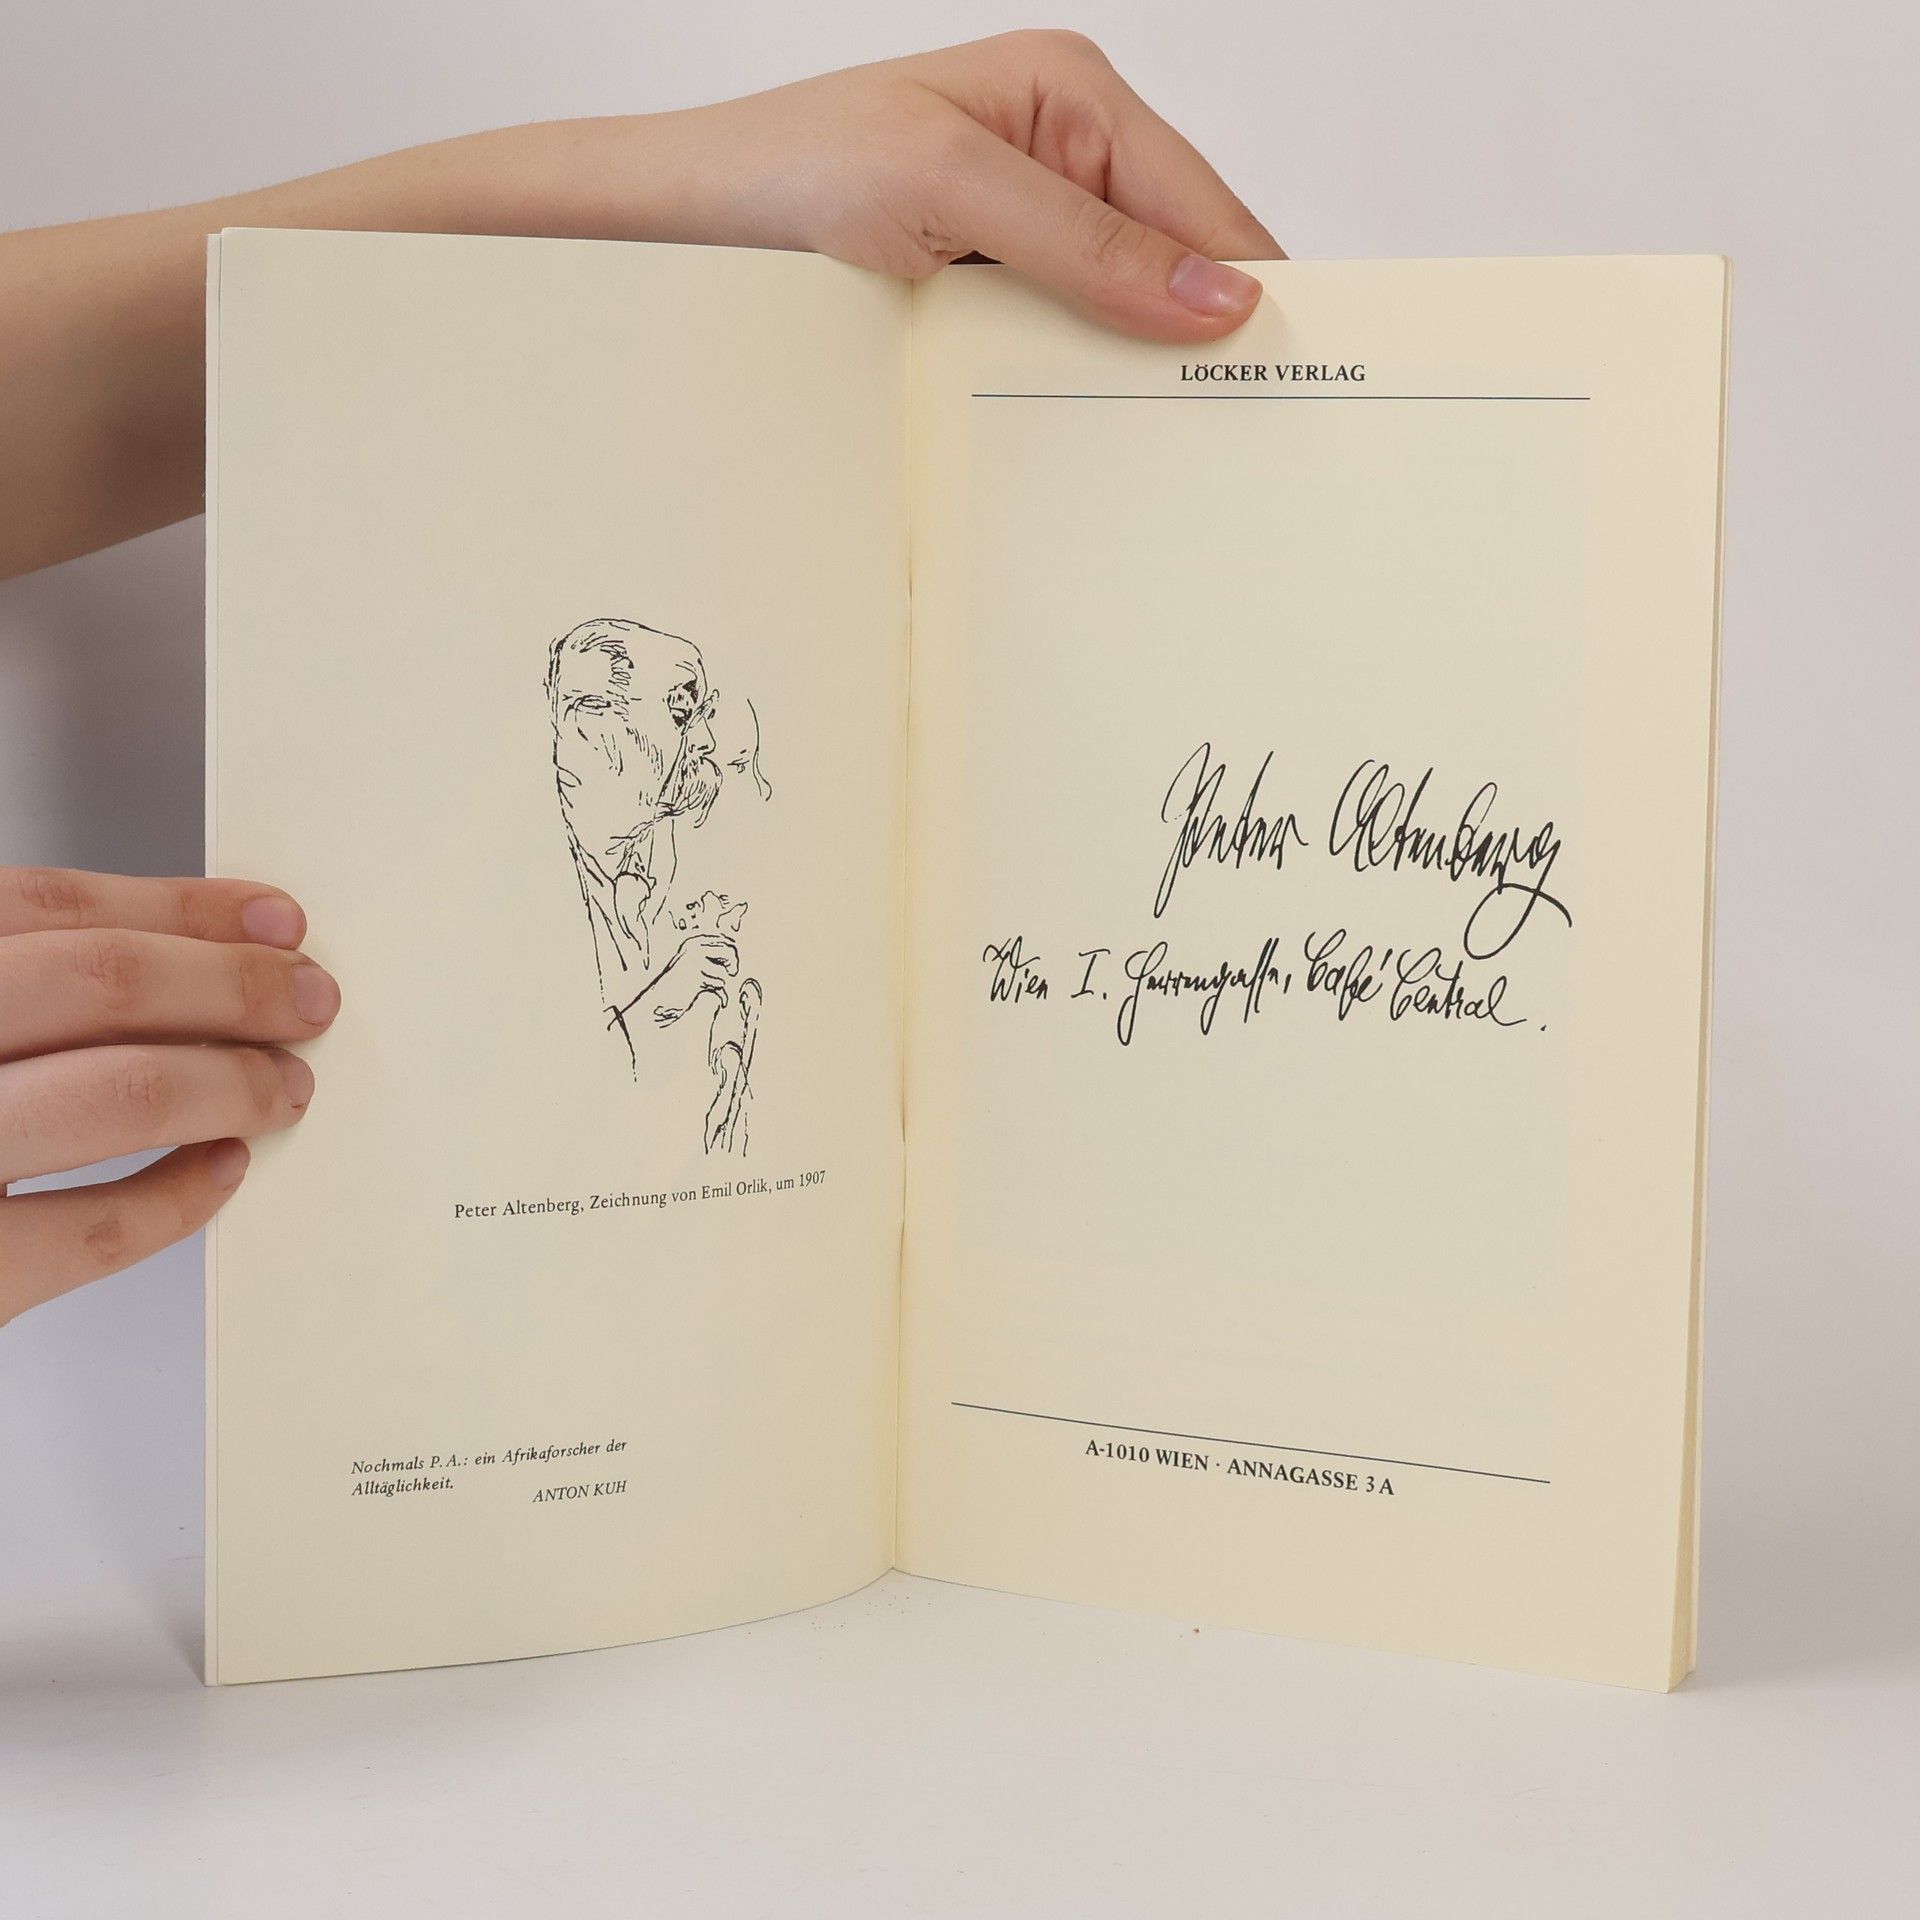 Peter Altenberg, Zeichnung von Emil Orlik, um 1907
Nochmals P. A.: ein Afrikaforscher der
Alltäglichkeit.
ANTON KUH
LÖCKER VERLAG
Peter Altenberg
Wien I. Herrengasse, Café Central.
A-1010 WIEN · ANNAGASSE 3 A